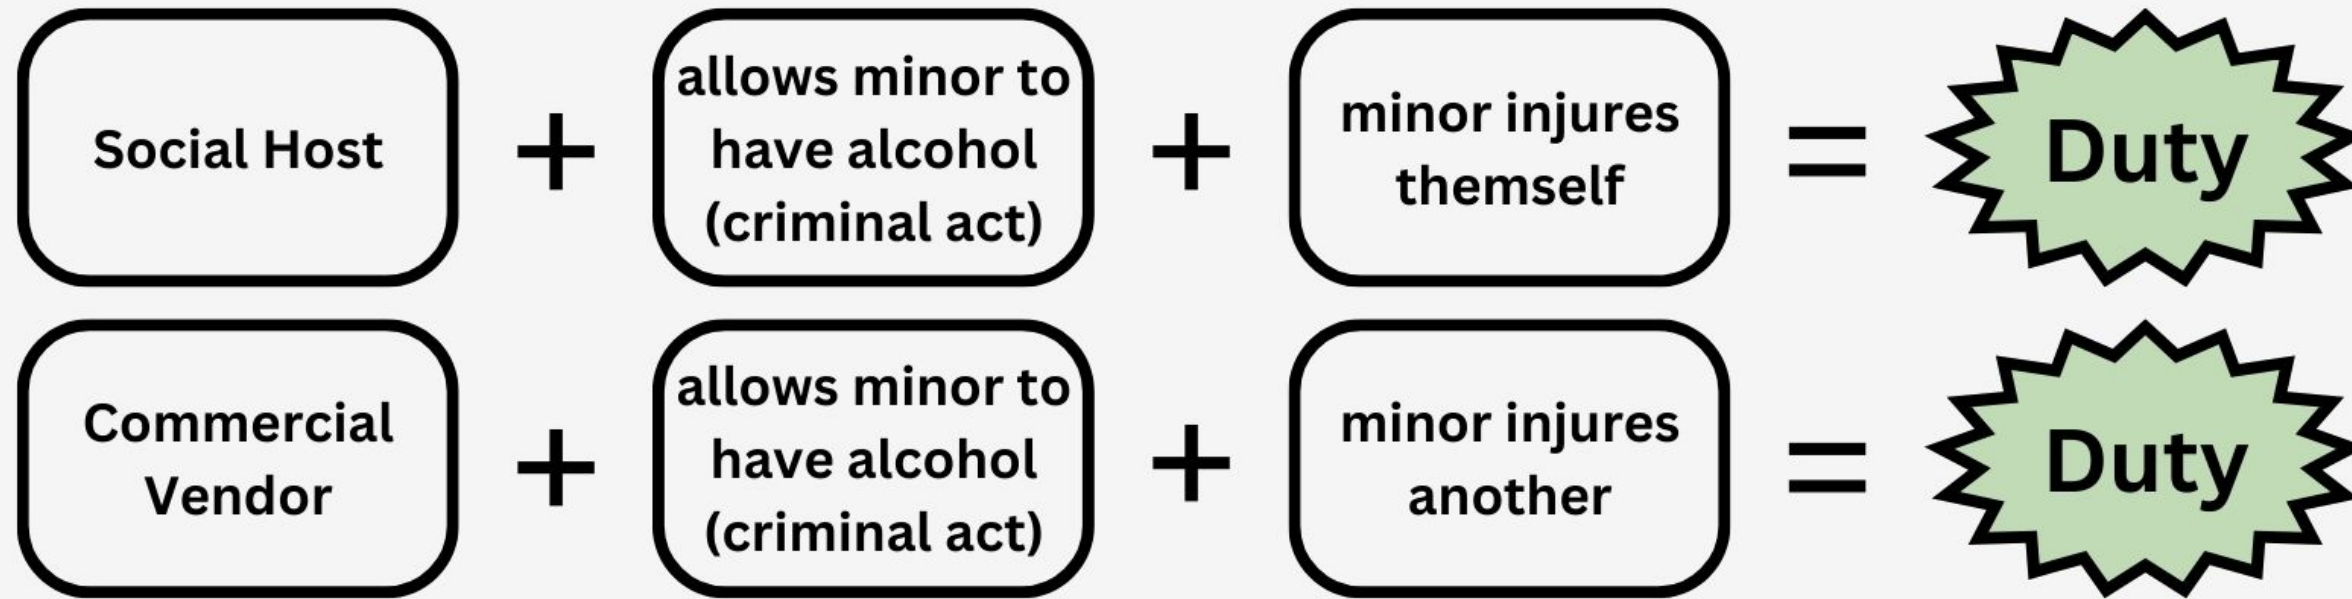 Social Host
+
allows minor to
have alcohol
(criminal act)
+
minor injures
themself
=
Duty
Commercial
Vendor
+
allows minor to
have alcohol
(criminal act)
+
minor injures
another
=
Duty